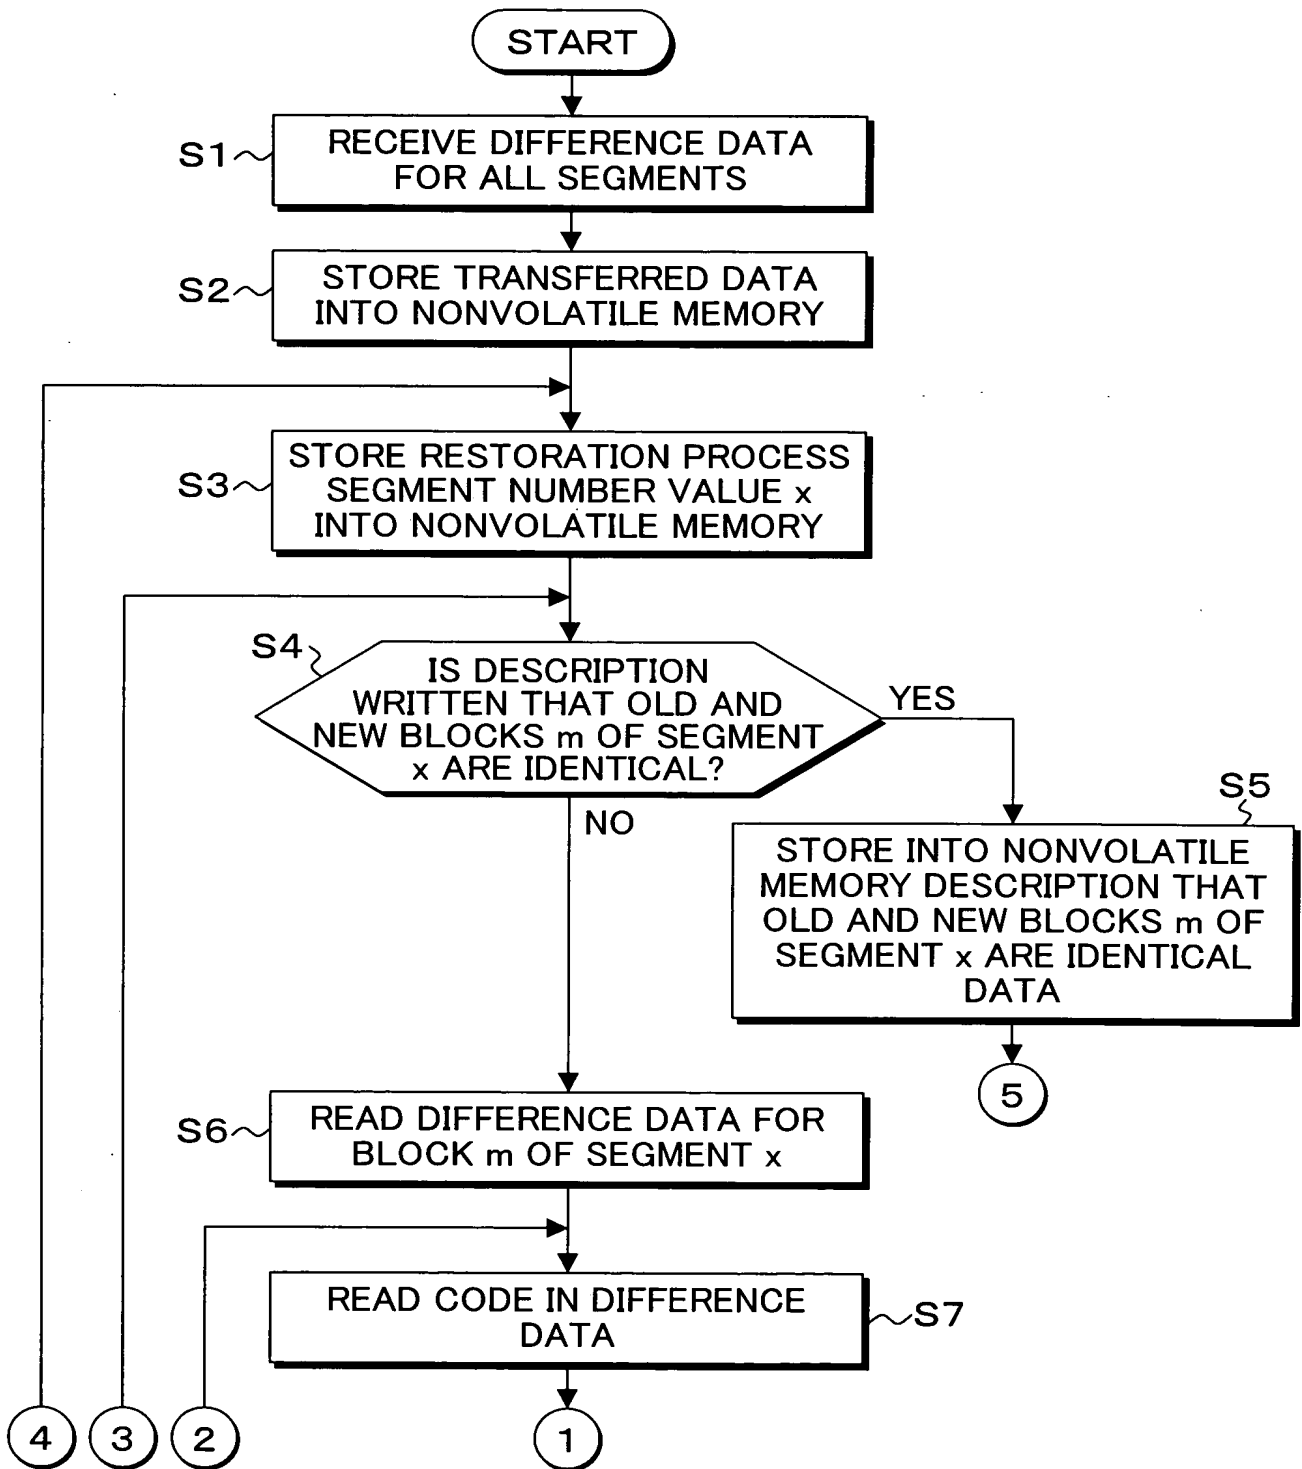 START
S1
RECEIVE DIFFERENCE DATA
FOR ALL SEGMENTS
S2
STORE TRANSFERRED DATA
INTO NONVOLATILE MEMORY
S3
STORE RESTORATION PROCESS
SEGMENT NUMBER VALUE x
INTO NONVOLATILE MEMORY
S4
IS DESCRIPTION
WRITTEN THAT OLD AND
NEW BLOCKS m OF SEGMENT
x ARE IDENTICAL?
YES
NO
S5
STORE INTO NONVOLATILE
MEMORY DESCRIPTION THAT
OLD AND NEW BLOCKS m OF
SEGMENT x ARE IDENTICAL
DATA
5
S6
READ DIFFERENCE DATA FOR
BLOCK m OF SEGMENT x
READ CODE IN DIFFERENCE
DATA
S7
4
3
2
1